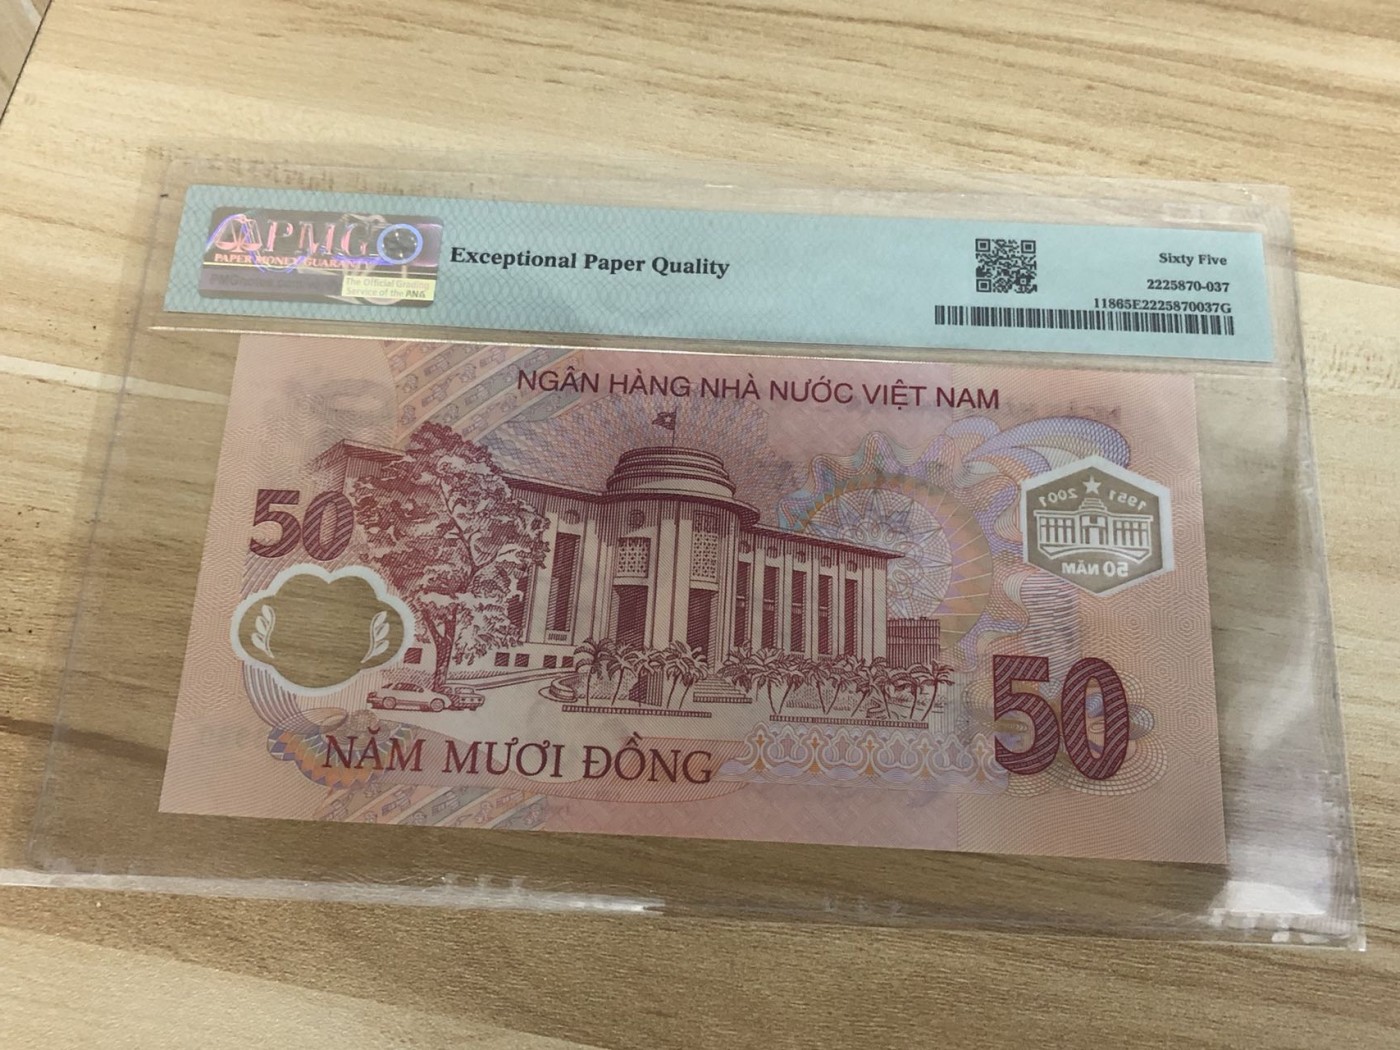 PMG
PAPER MONEY GUARANTY
The Official Grading
Service of the PNG
Exceptional Paper Quality
Sixty Five
2225870-037
11865E2225870037G
NGÂN HÀNG NHÀ NƯỚC VIỆT NAM
50
1951 2001
50 NĂM
50
NĂM MƯƠI ĐỒNG